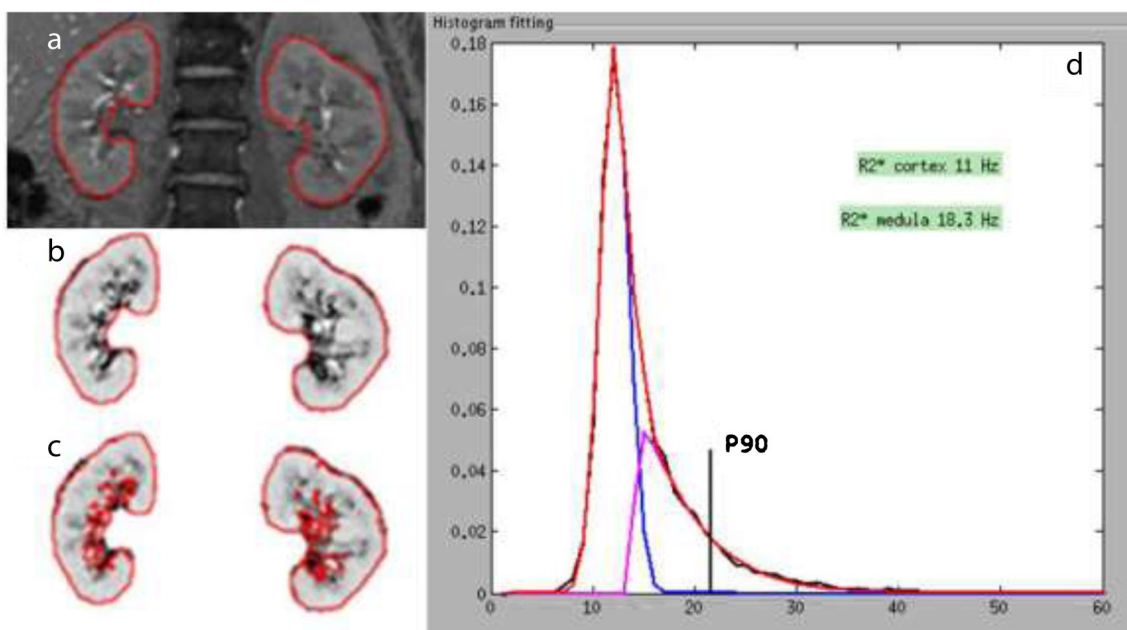 a
b
c
Histogram fitting
d
0.18
0.16
0.14
0.12
0.1
0.08
0.06
0.04
0.02
0
0
10
20
30
40
50
60
R2* cortex 11 Hz
R2* medula 18.3 Hz
P90